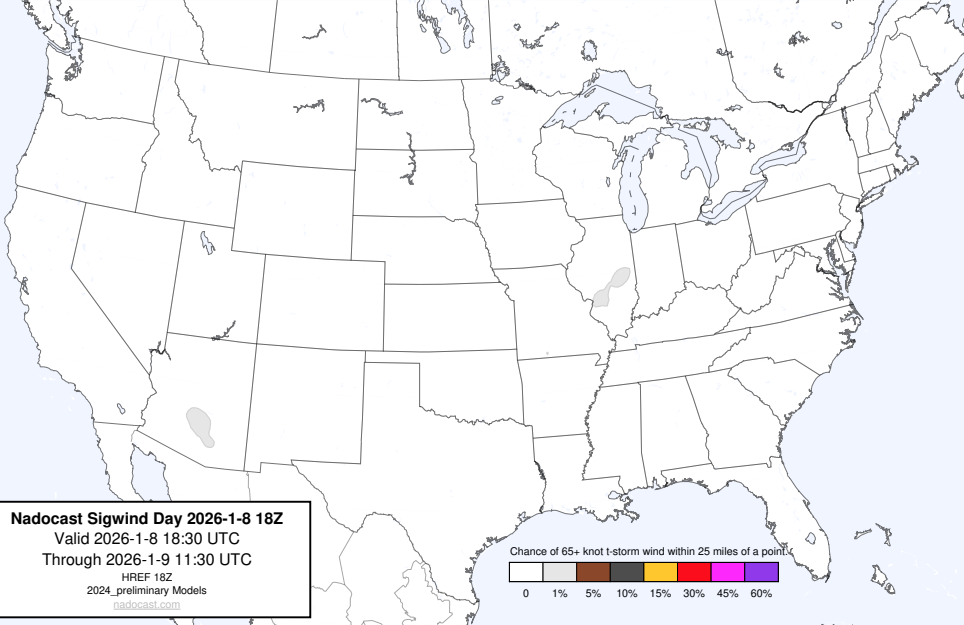 Nadocast Sigwind Day 2026-1-8 18Z
Valid 2026-1-8 18:30 UTC
Through 2026-1-9 11:30 UTC
HREF 18Z
2024_preliminary Models
nadocast.com
Chance of 65+ knot t-storm wind within 25 miles of a point.
0 1% 5% 10% 15% 30% 45% 60%